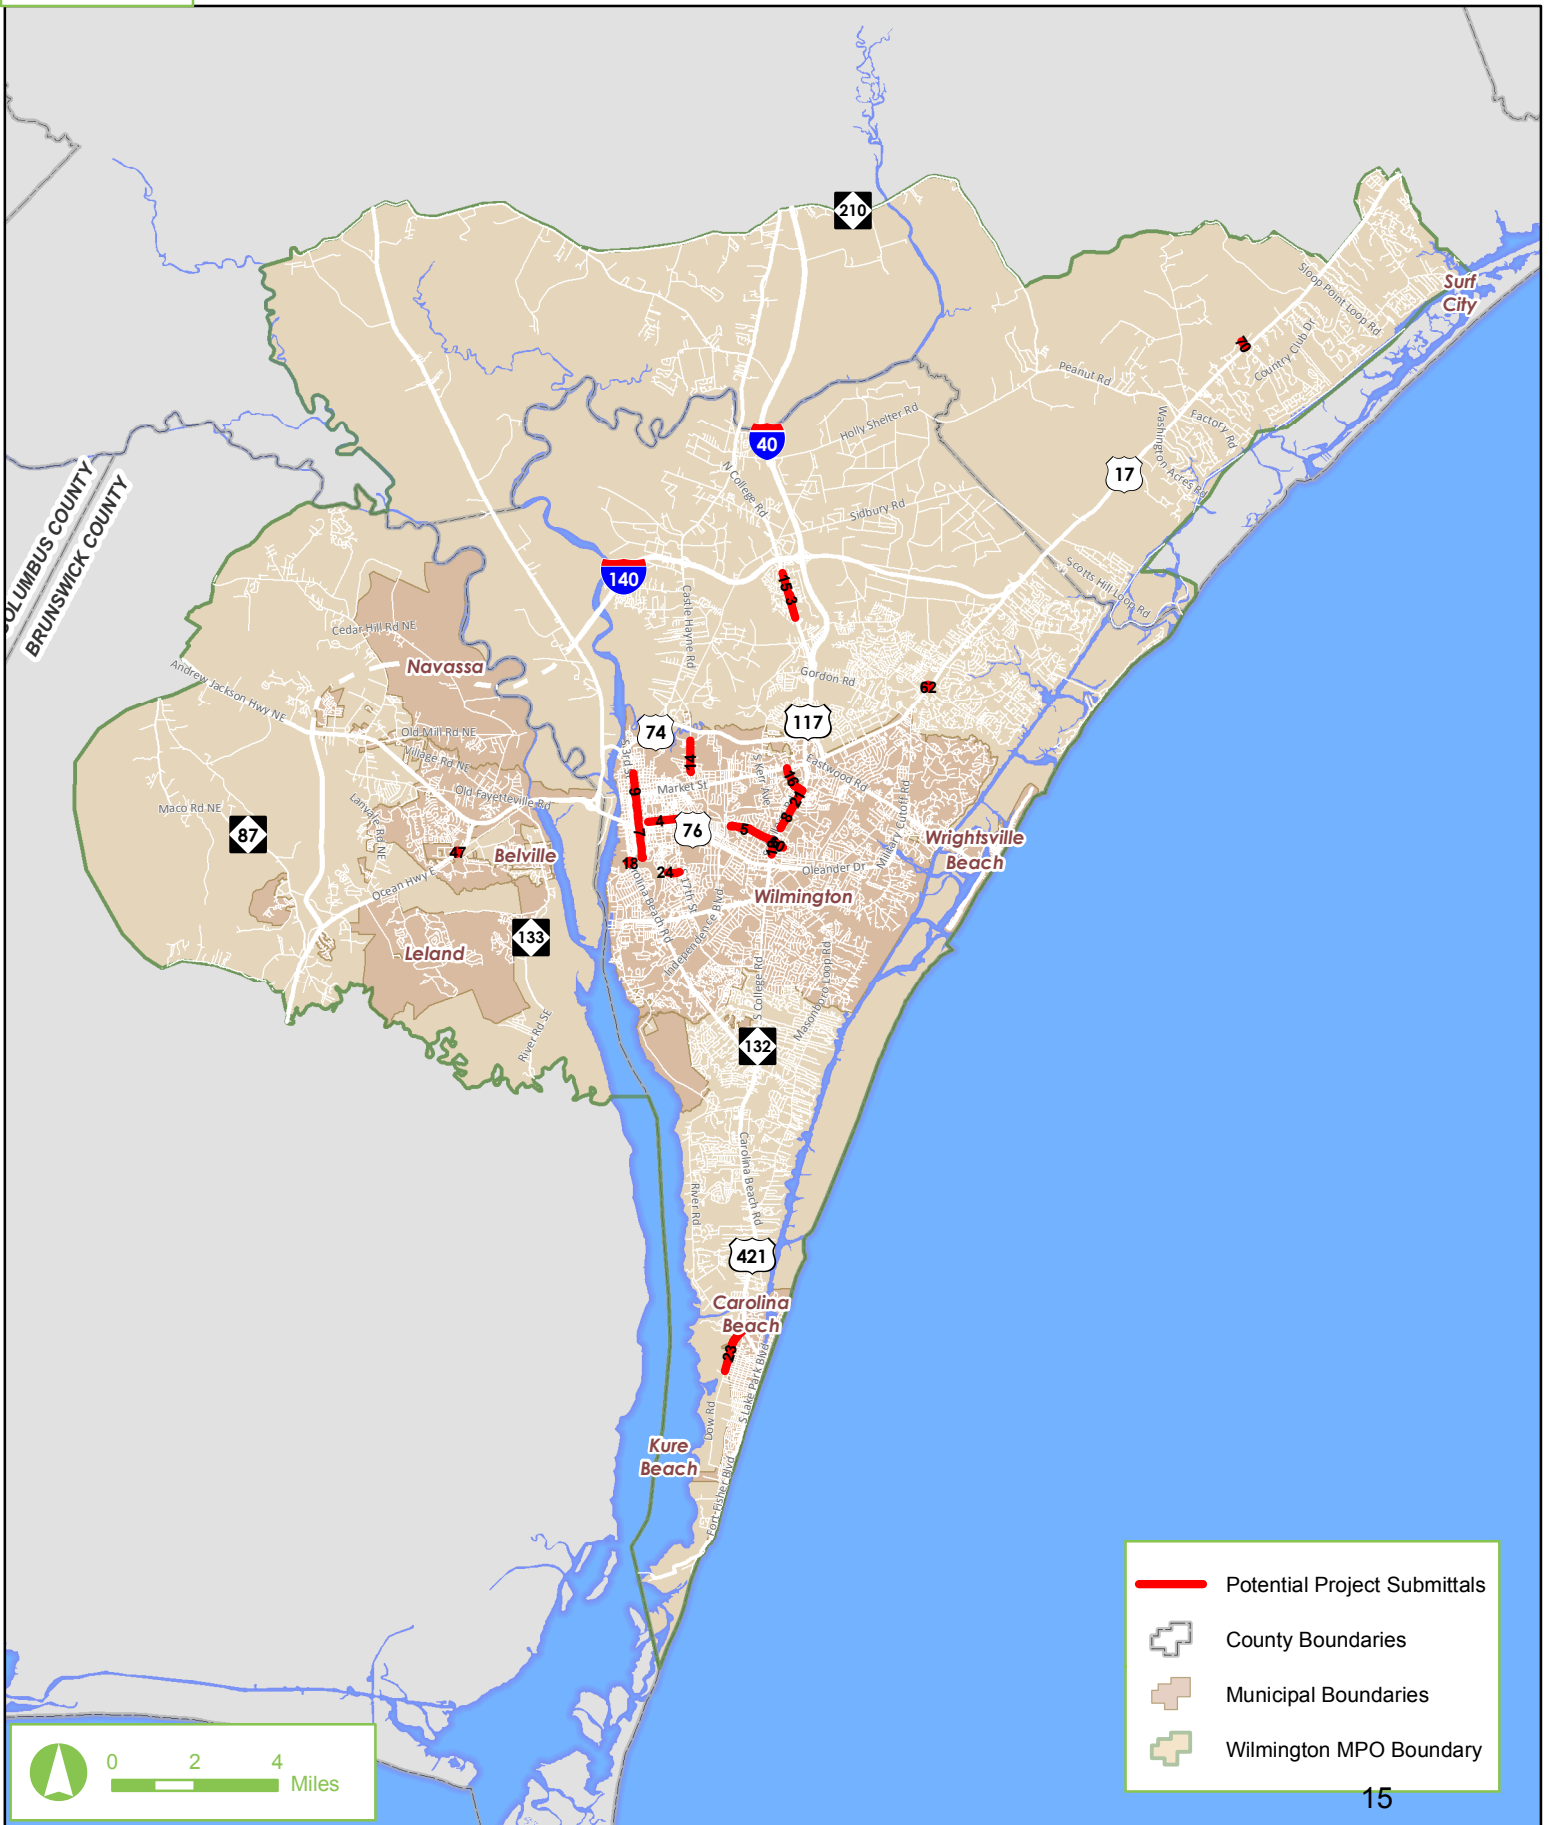 210
Surf
City
Sloop Point Loop Rd
Country Club Dr
Peanut Rd
Factory Rd
Washington Acres Rd
Holly Shelter Rd
40
17
N College Rd
Sidbury Rd
COLUMBUS COUNTY
BRUNSWICK COUNTY
140
15
3
Scotts Hill Loop Rd
Castle Hayne Rd
Cedar Hill Rd NE
Navassa
Andrew Jackson Hwy NE
Gordon Rd
62
117
74
Old Mill Rd NE
Village Rd NE
S 3rd St
14
S Kerr Ave
Eastwood Rd
16
21
Market St
9
Old Fayetteville Rd
Maco Rd NE
Lanvale Rd NE
87
4
76
5
8
7
Military Cutoff Rd
Wrightsville
Beach
47
Belville
18
24
Oleander Dr
Ocean Hwy E
S 17th St
Wilmington
Carolina Beach Rd
Independence Blvd
133
Leland
S College Rd
Masonboro Loop Rd
River Rd SE
132
Carolina Beach Rd
River Rd
421
Carolina
Beach
23
S Lake Park Blvd
Dow Rd
Kure
Beach
Fort Fisher Blvd
Potential Project Submittals
County Boundaries
Municipal Boundaries
Wilmington MPO Boundary
0 2 4
Miles
15